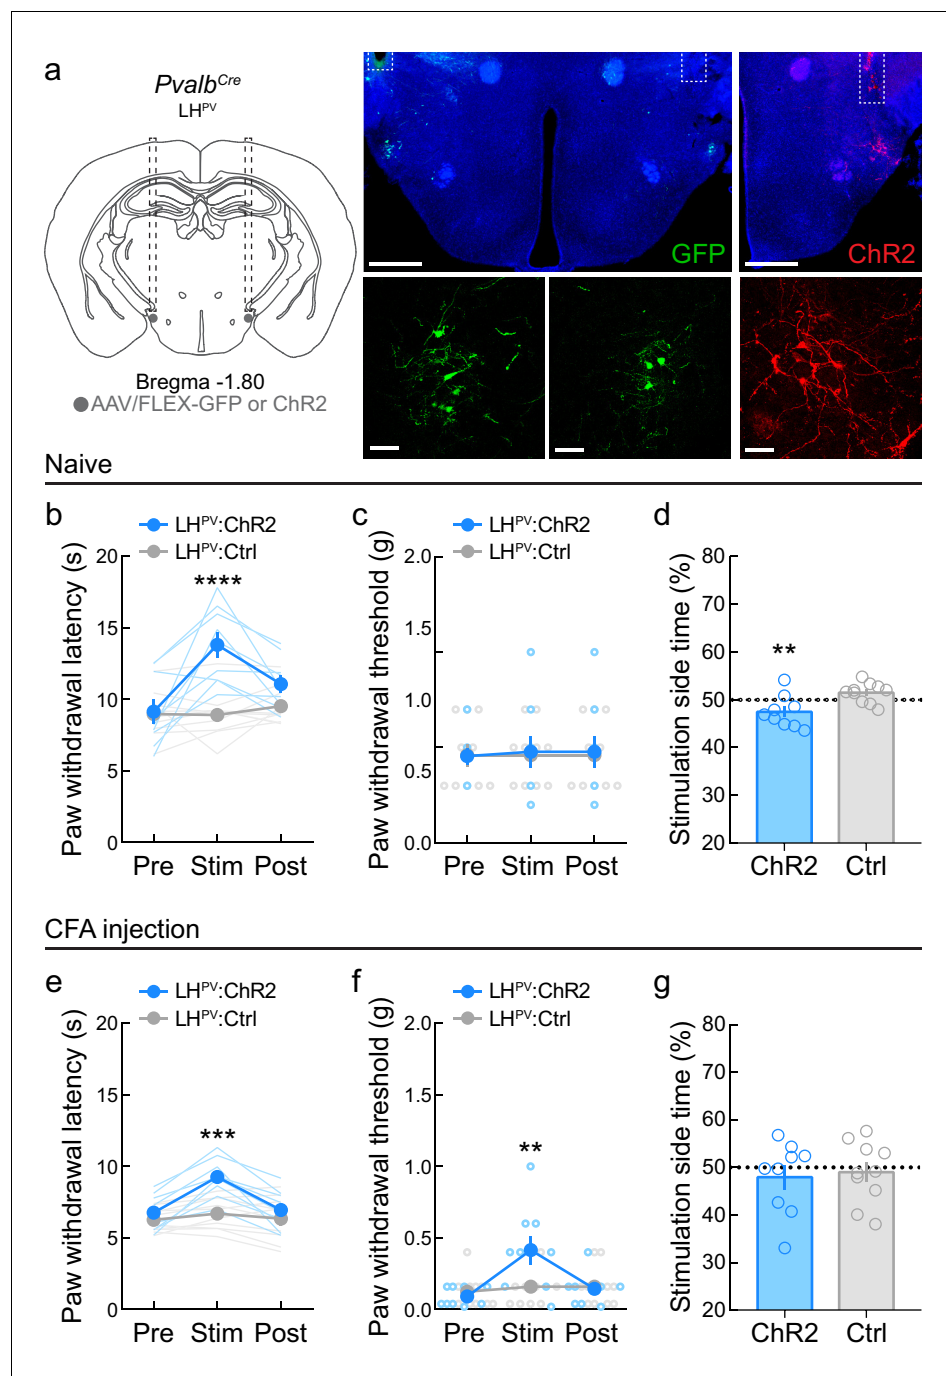 a
Pvalb^Cre
LH^PV
Bregma -1.80
AAV/FLEX-GFP or ChR2
GFP
ChR2
Naive
b
LH^PV:ChR2
LH^PV:Ctrl
Paw withdrawal latency (s)
20
15
10
5
0
****
Pre Stim Post
c
LH^PV:ChR2
LH^PV:Ctrl
Paw withdrawal threshold (g)
2.0
1.5
1.0
0.5
0.0
Pre Stim Post
d
Stimulation side time (%)
80
70
60
50
40
30
20
**
ChR2 Ctrl
CFA injection
e
LH^PV:ChR2
LH^PV:Ctrl
Paw withdrawal latency (s)
20
15
10
5
0
***
Pre Stim Post
f
LH^PV:ChR2
LH^PV:Ctrl
Paw withdrawal threshold (g)
2.0
1.5
1.0
0.5
0.0
**
Pre Stim Post
g
Stimulation side time (%)
80
70
60
50
40
30
20
ChR2 Ctrl